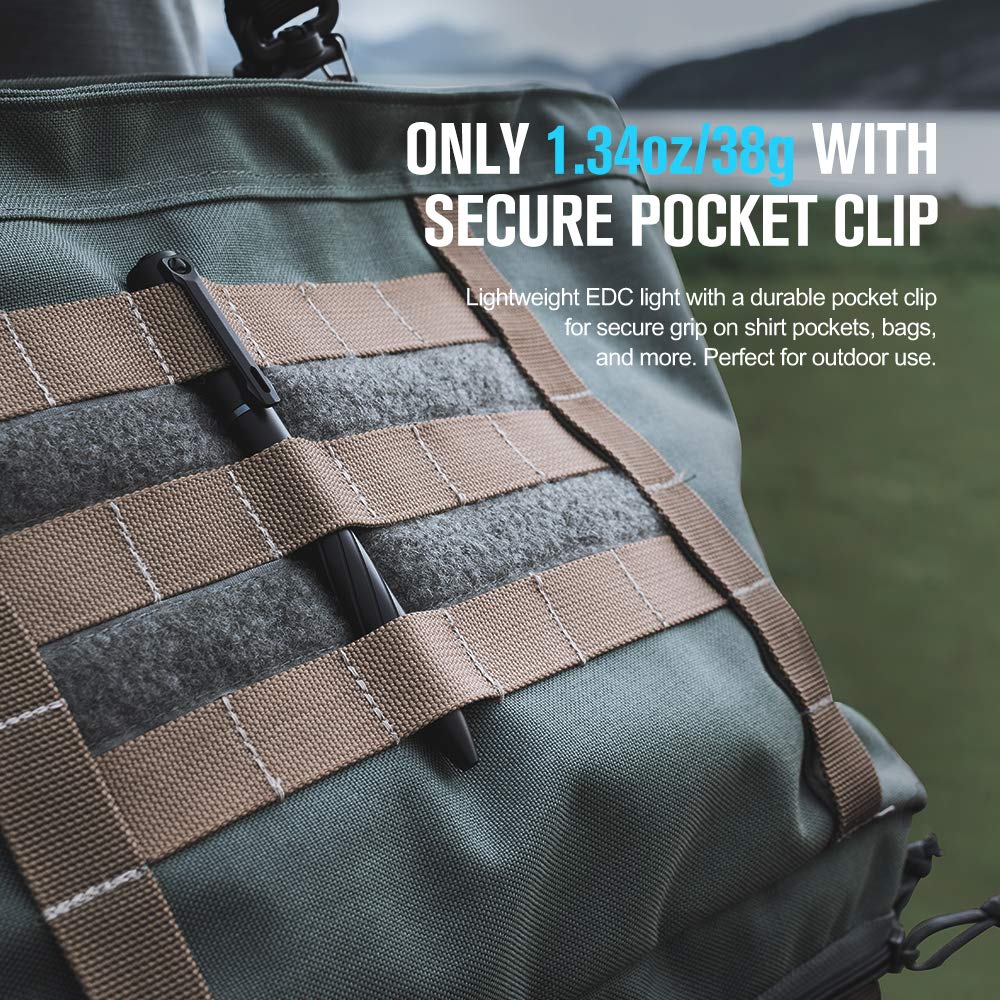 ONLY 1.34oz/38g WITH
SECURE POCKET CLIP
Lightweight EDC light with a durable pocket clip
for secure grip on shirt pockets, bags,
and more. Perfect for outdoor use.